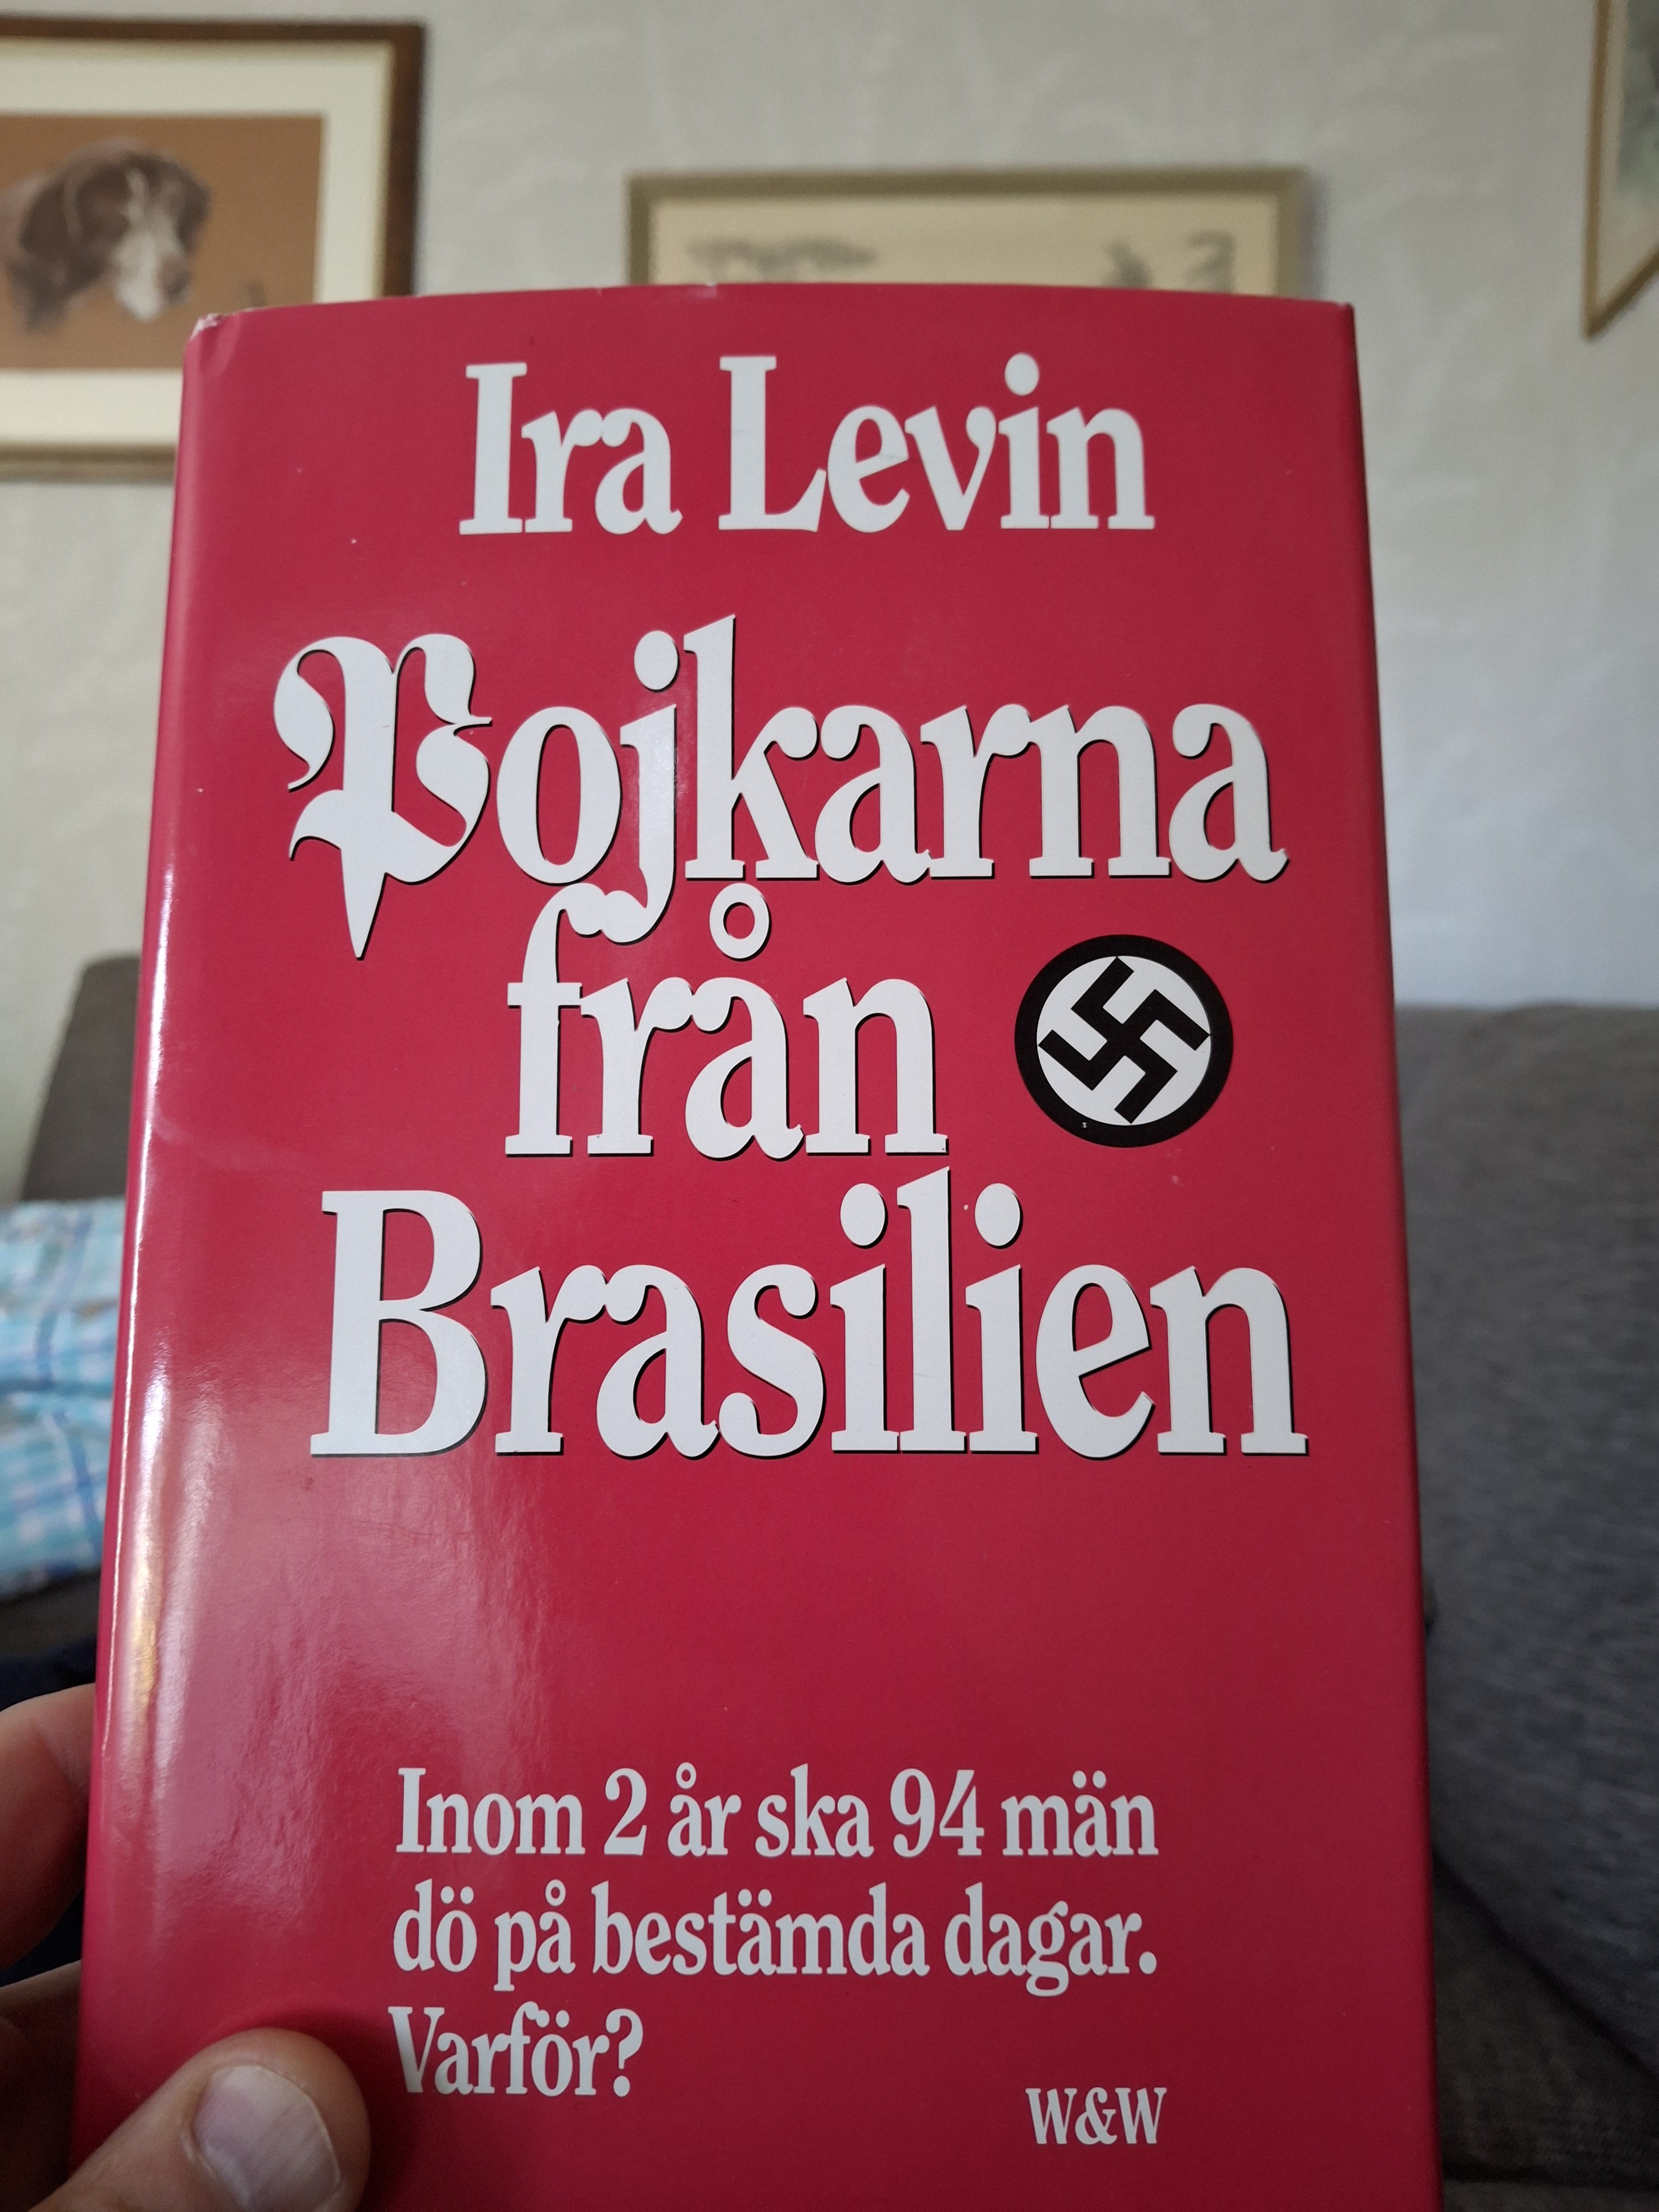 Ira Levin
Pojkarna
från
Brasilien
Inom 2 år ska 94 män
dö på bestämda dagar.
Varför?
W&W